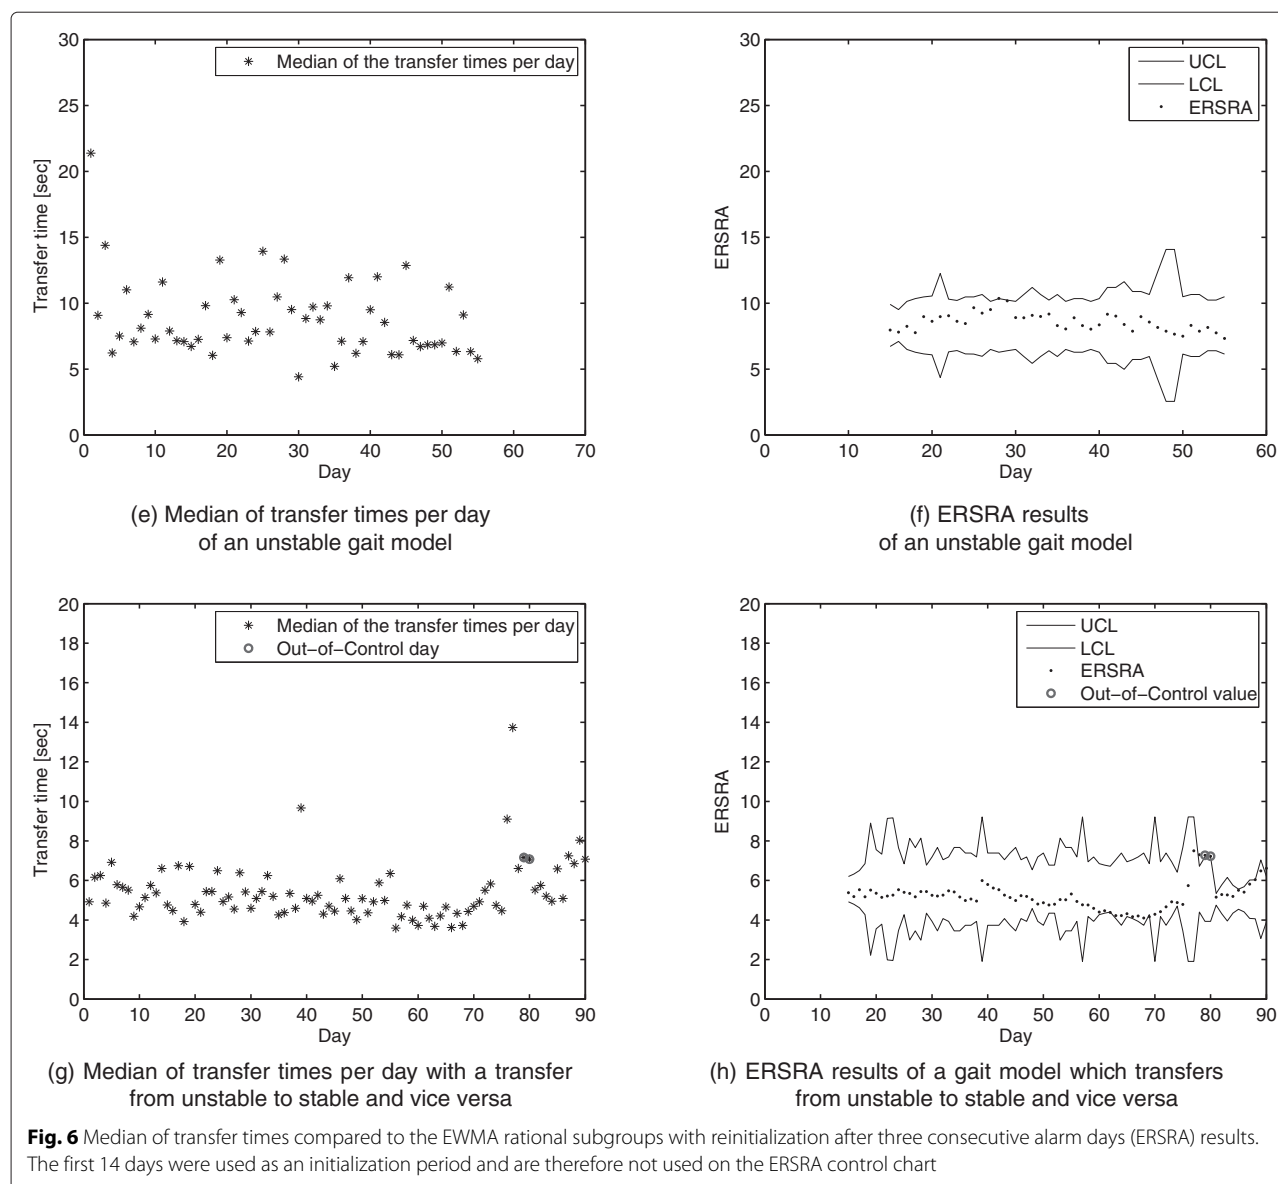 30
25
20
15
10
5
0
0 10 20 30 40 50 60 70
Transfer time [sec]
Day
Median of the transfer times per day
(e) Median of transfer times per day
of an unstable gait model
30
25
20
15
10
5
0
0 10 20 30 40 50 60
ERSRA
Day
UCL
LCL
ERSRA
(f) ERSRA results
of an unstable gait model
20
18
16
14
12
10
8
6
4
2
0
0 10 20 30 40 50 60 70 80 90
Transfer time [sec]
Day
Median of the transfer times per day
Out−of−Control day
(g) Median of transfer times per day with a transfer
from unstable to stable and vice versa
20
18
16
14
12
10
8
6
4
2
0
0 10 20 30 40 50 60 70 80 90
ERSRA
Day
UCL
LCL
ERSRA
Out−of−Control value
(h) ERSRA results of a gait model which transfers
from unstable to stable and vice versa
Fig. 6 Median of transfer times compared to the EWMA rational subgroups with reinitialization after three consecutive alarm days (ERSRA) results.
The first 14 days were used as an initialization period and are therefore not used on the ERSRA control chart